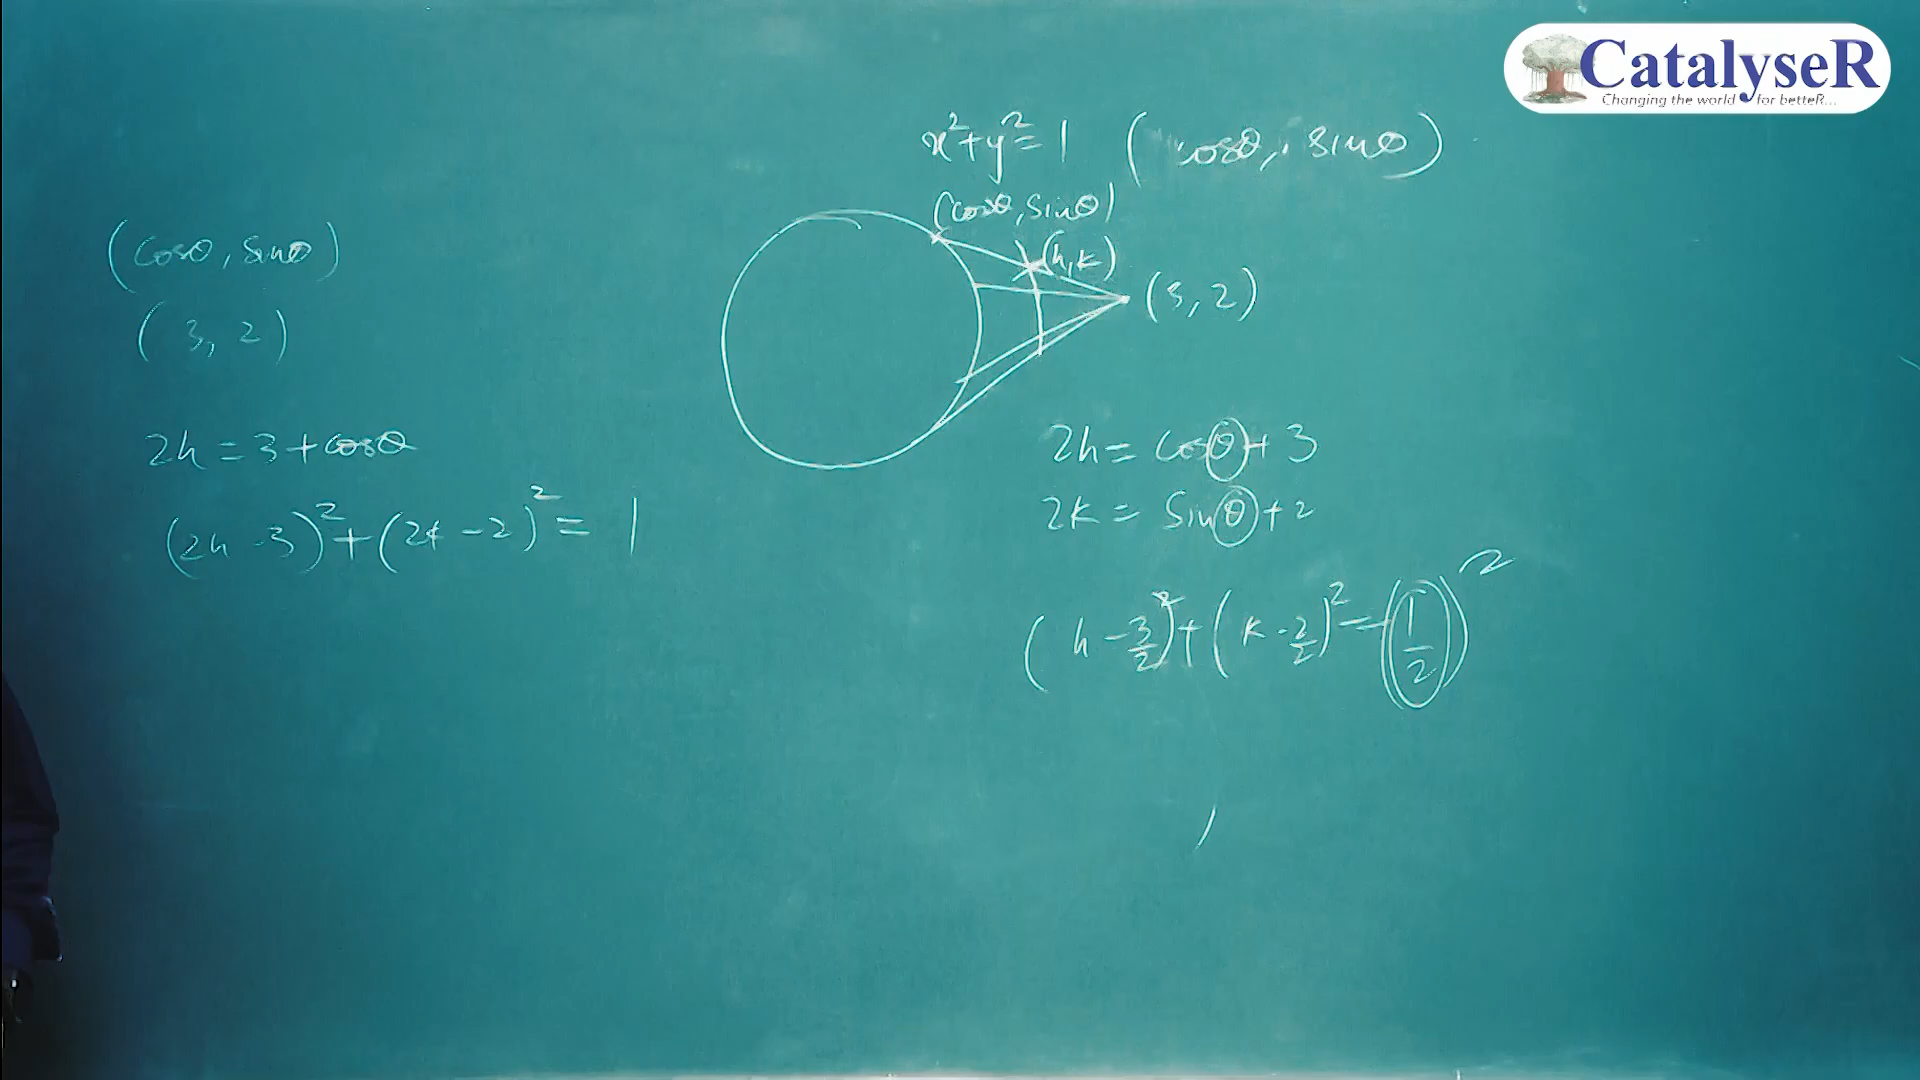 CatalyseR
Changing the world for betteR...
x²+y²=1 (cosθ, sinθ)
(cosθ, sinθ)
(h,k)
(3,2)
(cosθ, sinθ)
(3, 2)
2h = 3+cosθ
(2h-3)²+(2k-2)²= 1
2h= cosθ+ 3
2k= sinθ+2
(h-3/2)²+(k-2/2)²=(1/2)²